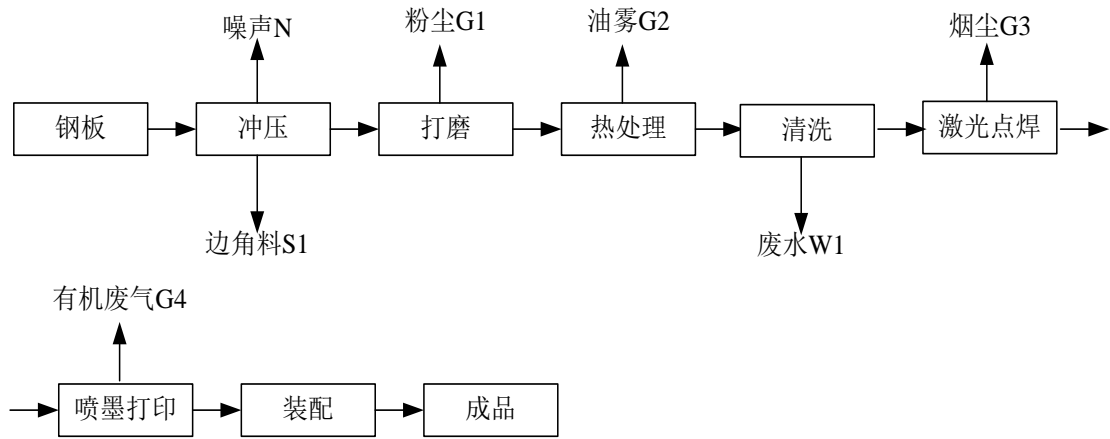 噪声N
粉尘G1
油雾G2
烟尘G3
钢板
冲压
打磨
热处理
清洗
激光点焊
边角料S1
废水W1
有机废气G4
喷墨打印
装配
成品